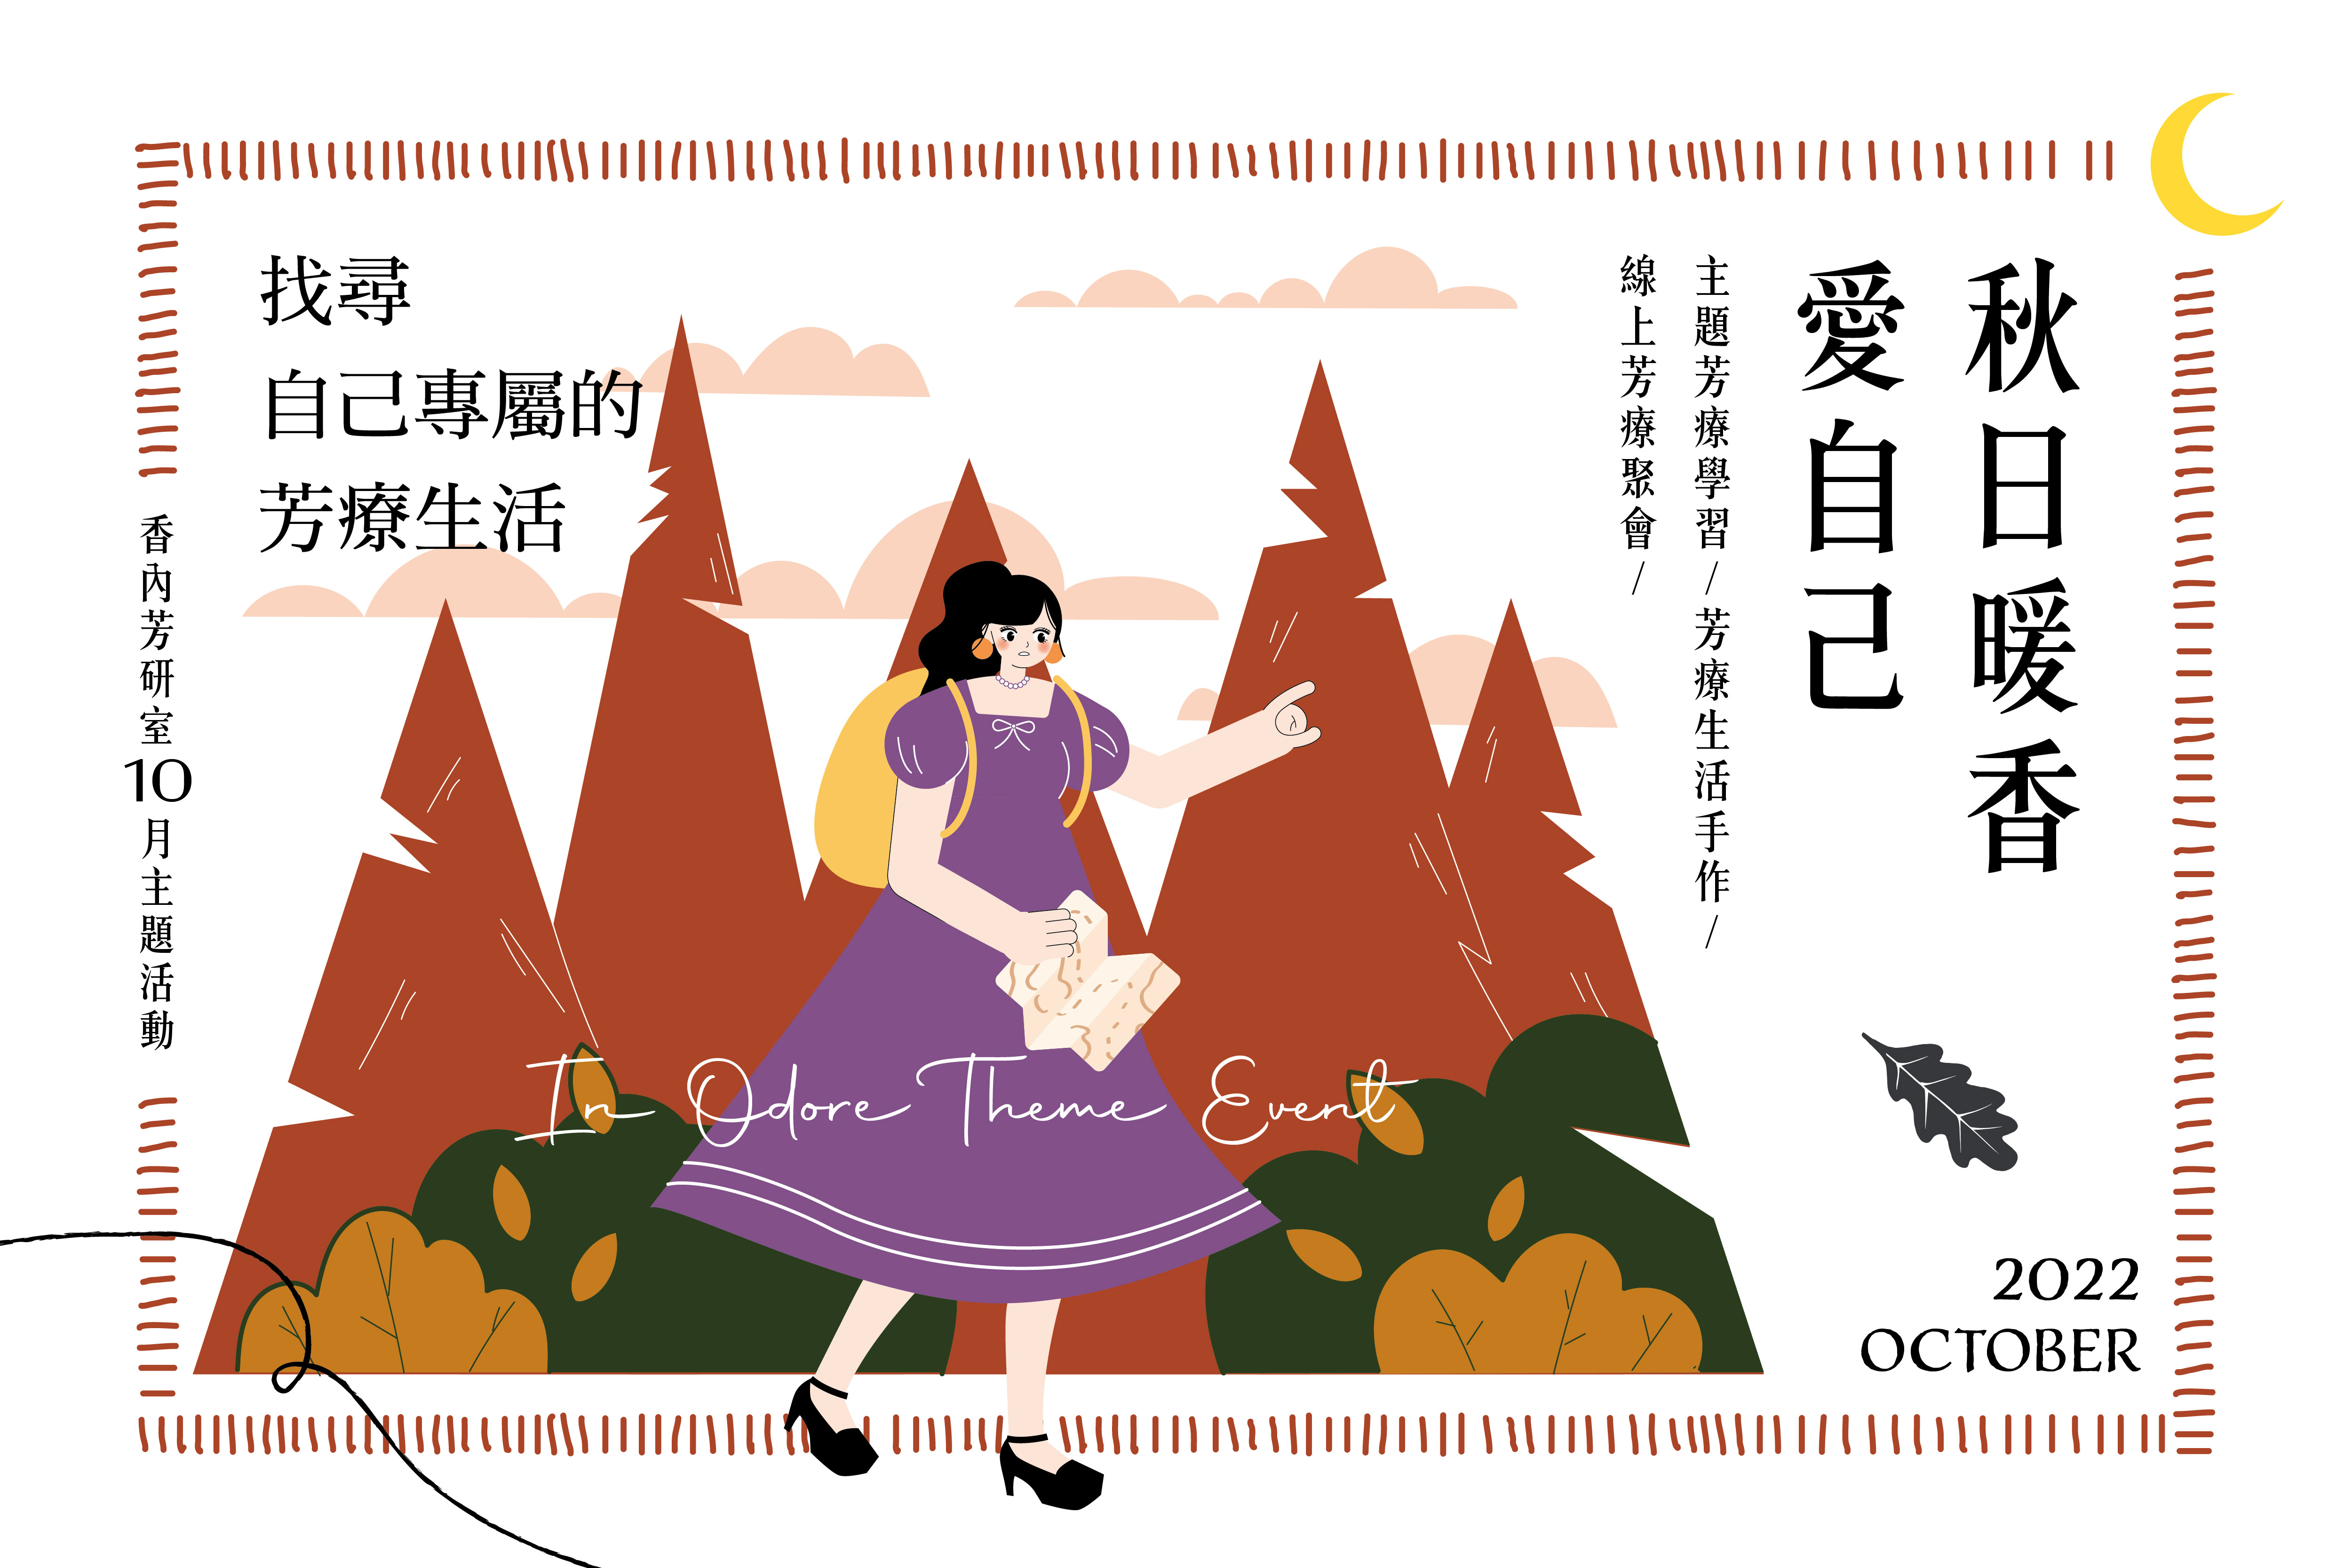 秋日暖香
愛自己
主題芳療學習/芳療生活手作/
線上芳療聚會/
找尋
自己專屬的
芳療生活
香內芳研室10月主題活動
In Odore Theme Event
2022
OCTOBER